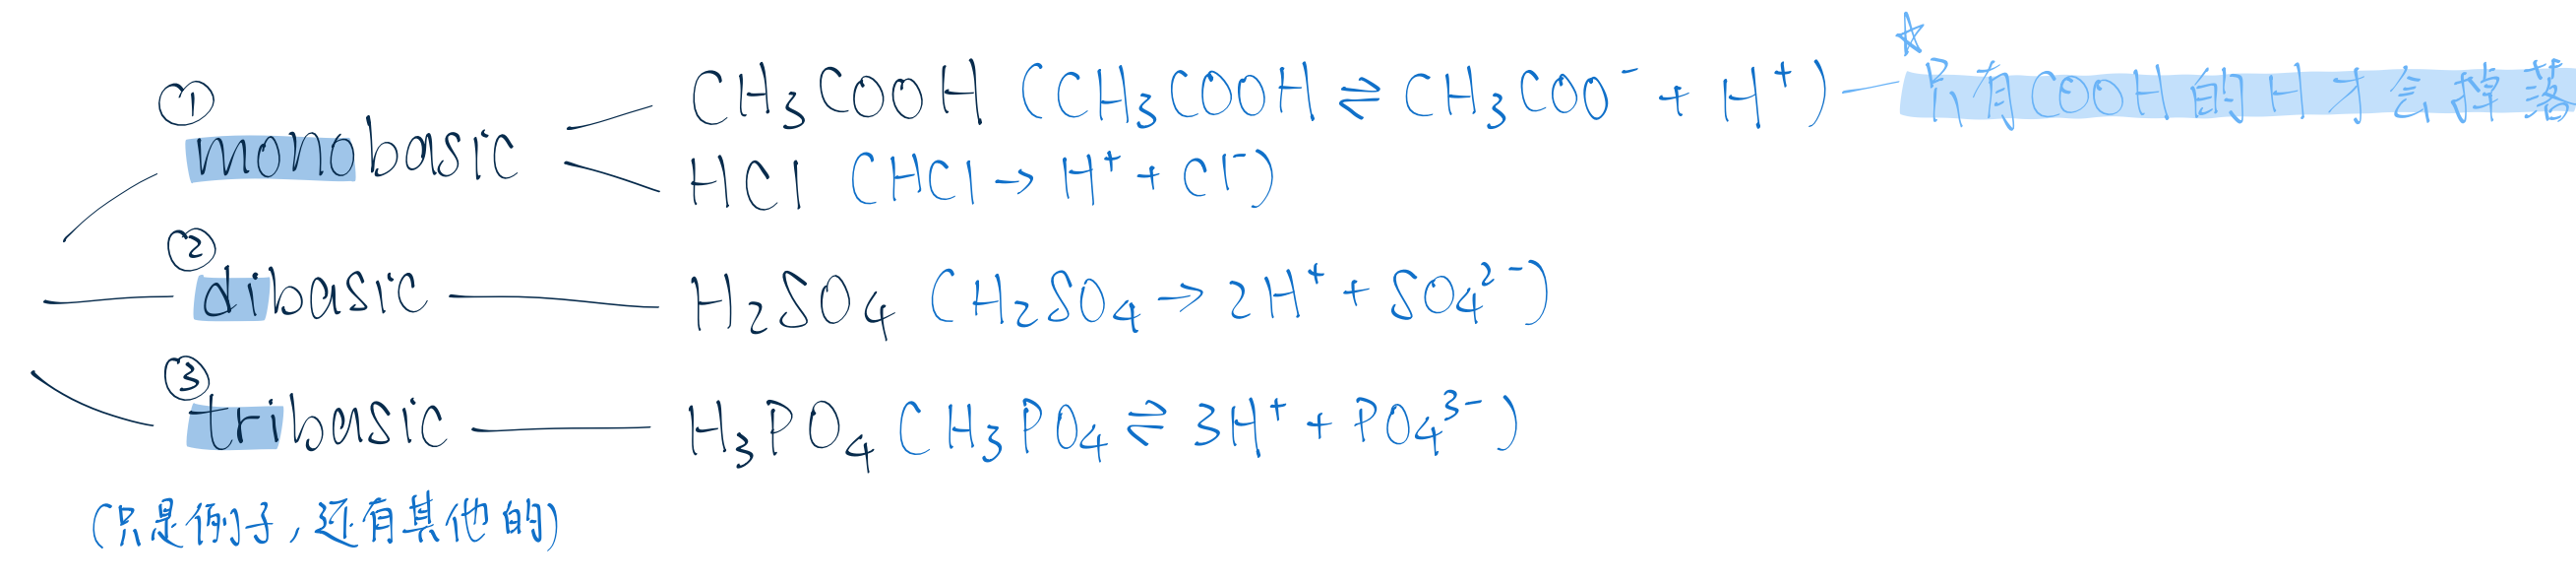 ① monobasic
CH₃COOH (CH₃COOH ⇌ CH₃COO⁻ + H⁺) — ☆只有COOH的H才会掉落
HCl (HCl → H⁺ + Cl⁻)
② dibasic — H₂SO₄ (H₂SO₄ → 2H⁺ + SO₄²⁻)
③ tribasic — H₃PO₄ (H₃PO₄ ⇌ 3H⁺ + PO₄³⁻)
(只是例子,还有其他的)